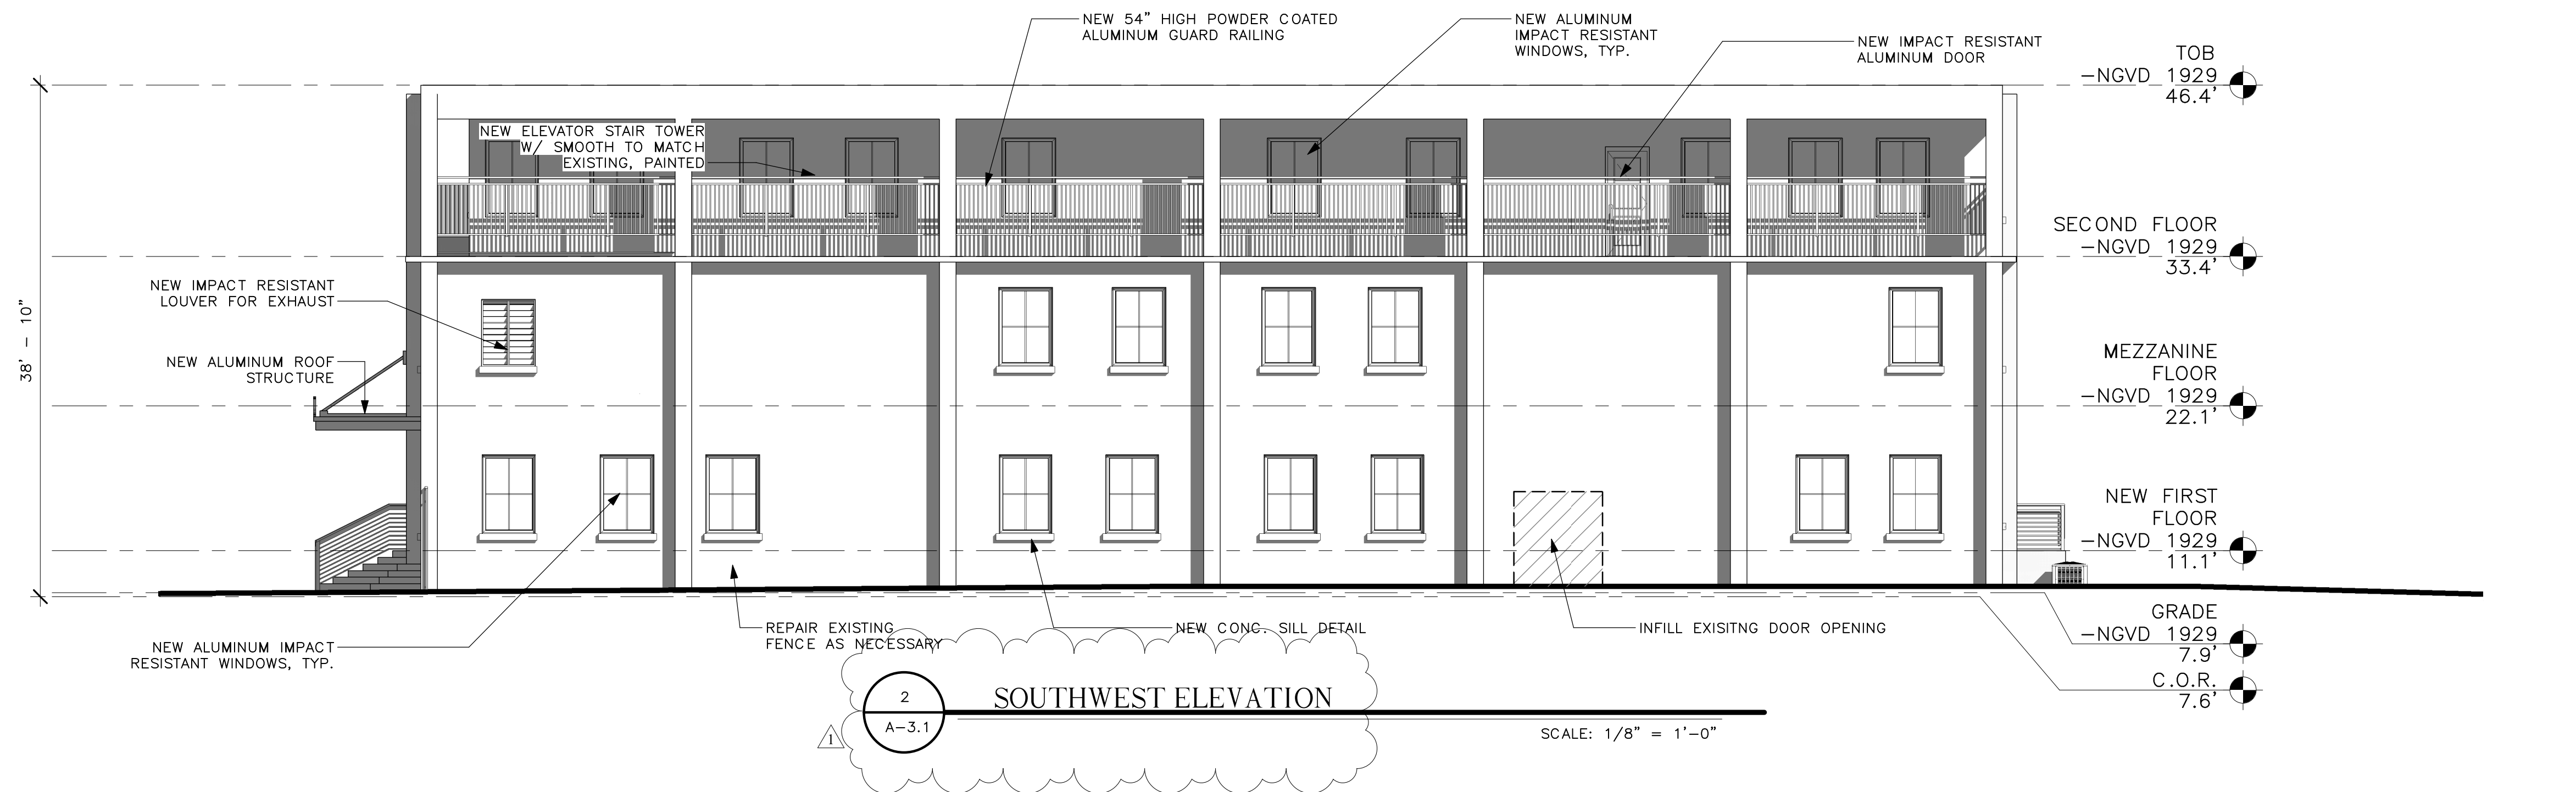 NEW 54” HIGH POWDER COATED
ALUMINUM GUARD RAILING
NEW ALUMINUM
IMPACT RESISTANT
WINDOWS, TYP.
NEW IMPACT RESISTANT
ALUMINUM DOOR
TOB
-NGVD 1929
46.4’
NEW ELEVATOR STAIR TOWER
W/ SMOOTH TO MATCH
EXISTING, PAINTED
SECOND FLOOR
-NGVD 1929
33.4’
NEW IMPACT RESISTANT
LOUVER FOR EXHAUST
38’ - 10”
NEW ALUMINUM ROOF
STRUCTURE
MEZZANINE
FLOOR
-NGVD 1929
22.1’
NEW FIRST
FLOOR
-NGVD 1929
11.1’
GRADE
-NGVD 1929
7.9’
C.O.R.
7.6’
NEW ALUMINUM IMPACT
RESISTANT WINDOWS, TYP.
REPAIR EXISTING
FENCE AS NECESSARY
NEW CONC. SILL DETAIL
INFILL EXISITNG DOOR OPENING
2
A-3.1
SOUTHWEST ELEVATION
1
SCALE: 1/8” = 1’-0”